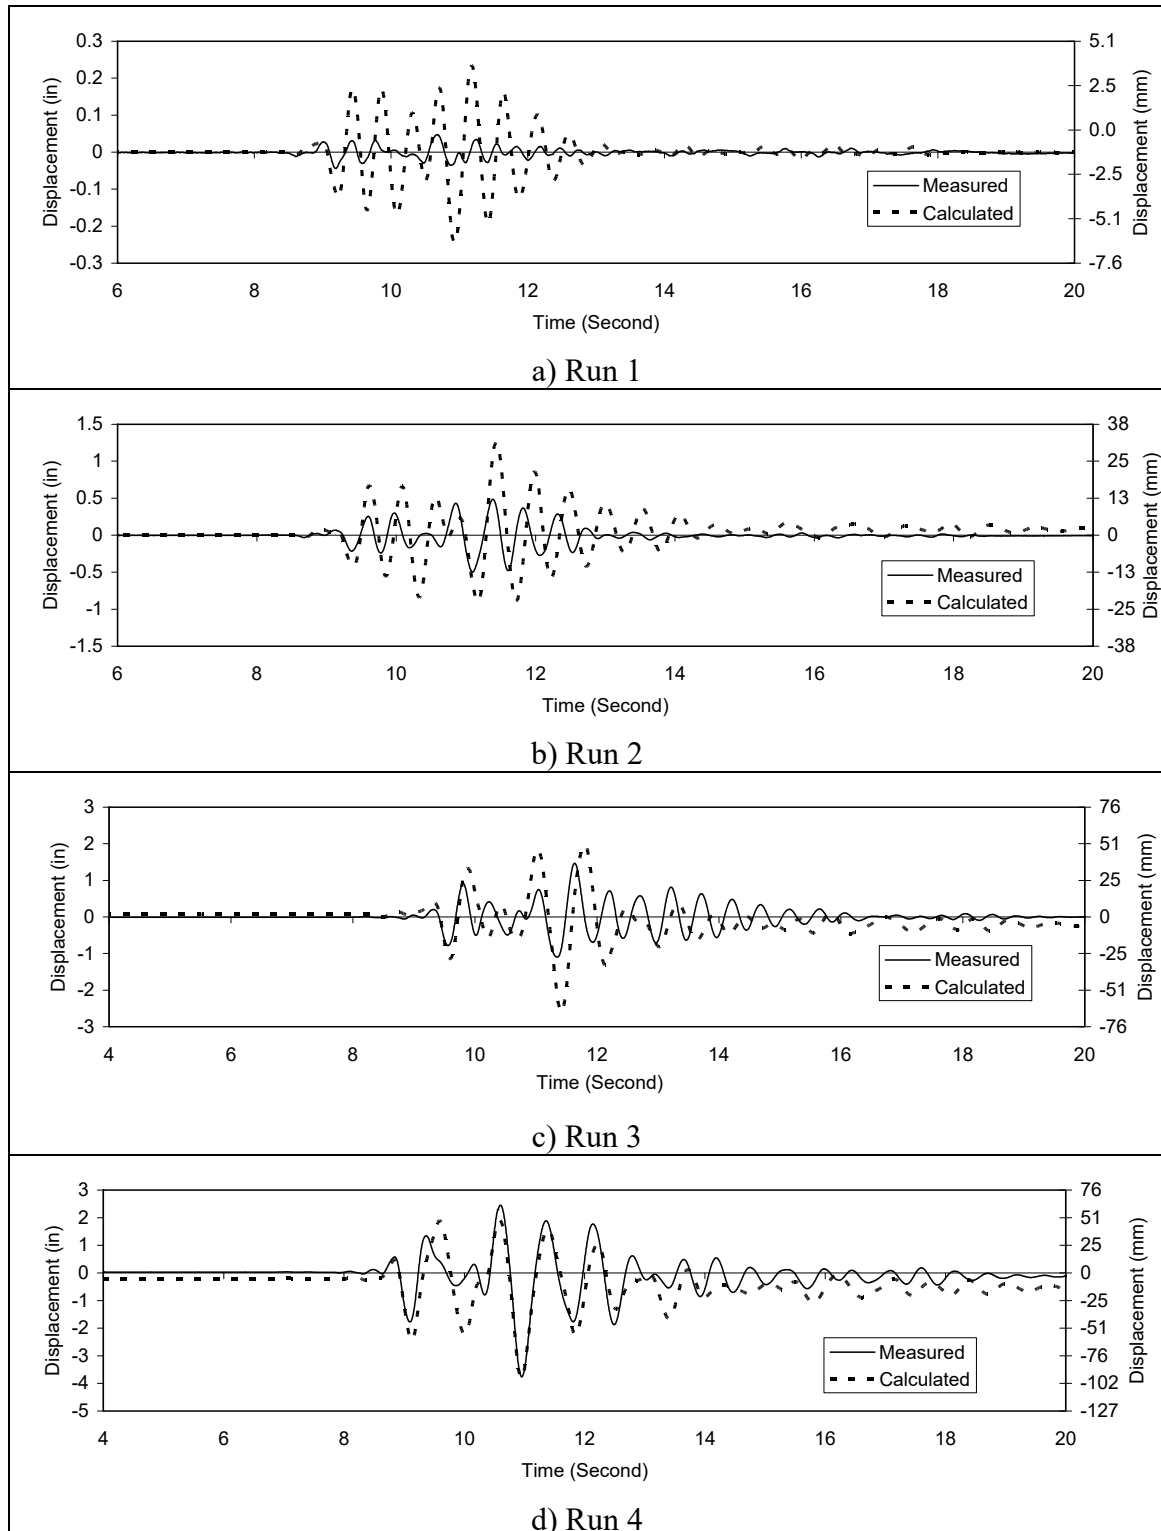 0.3
0.2
0.1
0
-0.1
-0.2
-0.3
Displacement (in)
5.1
2.5
0.0
-2.5
-5.1
-7.6
Displacement (mm)
Measured
Calculated
6 8 10 12 14 16 18 20
Time (Second)
a) Run 1
1.5
1
0.5
0
-0.5
-1
-1.5
Displacement (in)
38
25
13
0
-13
-25
-38
Displacement (mm)
Measured
Calculated
6 8 10 12 14 16 18 20
Time (Second)
b) Run 2
3
2
1
0
-1
-2
-3
Displacement (in)
76
51
25
0
-25
-51
-76
Displacement (mm)
Measured
Calculated
4 6 8 10 12 14 16 18 20
Time (Second)
c) Run 3
3
2
1
0
-1
-2
-3
-4
-5
Displacement (in)
76
51
25
0
-25
-51
-76
-102
-127
Displacement (mm)
Measured
Calculated
4 6 8 10 12 14 16 18 20
Time (Second)
d) Run 4